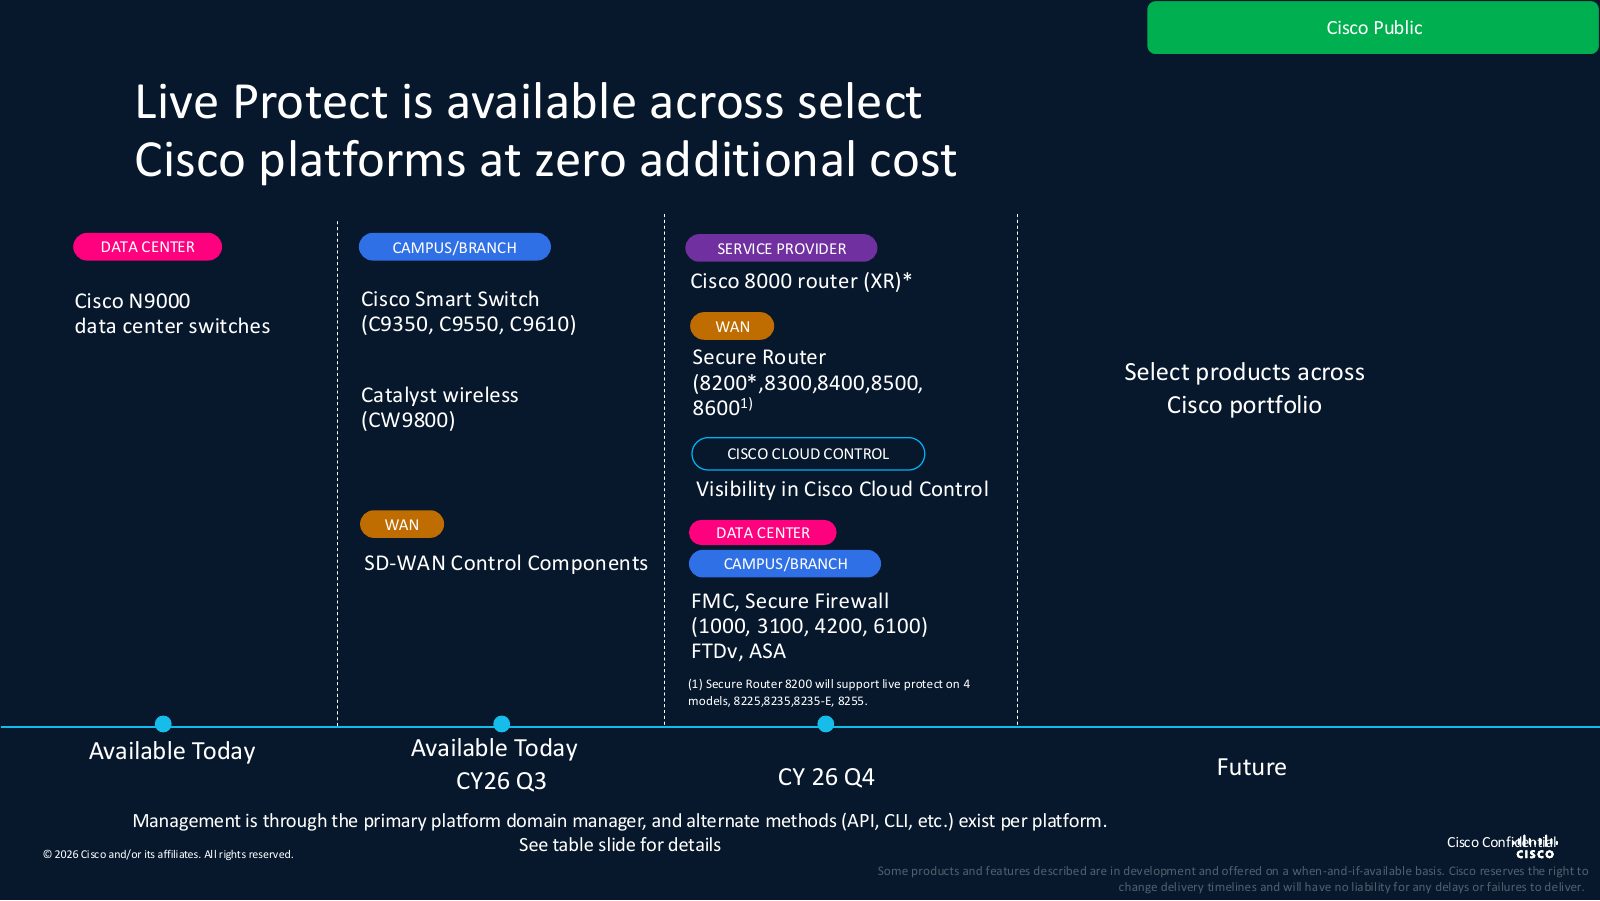 Cisco Public
Live Protect is available across select
Cisco platforms at zero additional cost
DATA CENTER
Cisco N9000
data center switches
CAMPUS/BRANCH
Cisco Smart Switch
(C9350, C9550, C9610)
Catalyst wireless
(CW9800)
WAN
SD-WAN Control Components
SERVICE PROVIDER
Cisco 8000 router (XR)*
WAN
Secure Router
(8200*,8300,8400,8500,
8600¹⁾
CISCO CLOUD CONTROL
Visibility in Cisco Cloud Control
DATA CENTER
CAMPUS/BRANCH
FMC, Secure Firewall
(1000, 3100, 4200, 6100)
FTDv, ASA
(1) Secure Router 8200 will support live protect on 4
models, 8225,8235,8235-E, 8255.
Select products across
Cisco portfolio
Available Today
Available Today
CY26 Q3
CY 26 Q4
Future
Management is through the primary platform domain manager, and alternate methods (API, CLI, etc.) exist per platform.
See table slide for details
© 2026 Cisco and/or its affiliates. All rights reserved.
Cisco Confidential
CISCO
Some products and features described are in development and offered on a when-and-if-available basis. Cisco reserves the right to
change delivery timelines and will have no liability for any delays or failures to deliver.